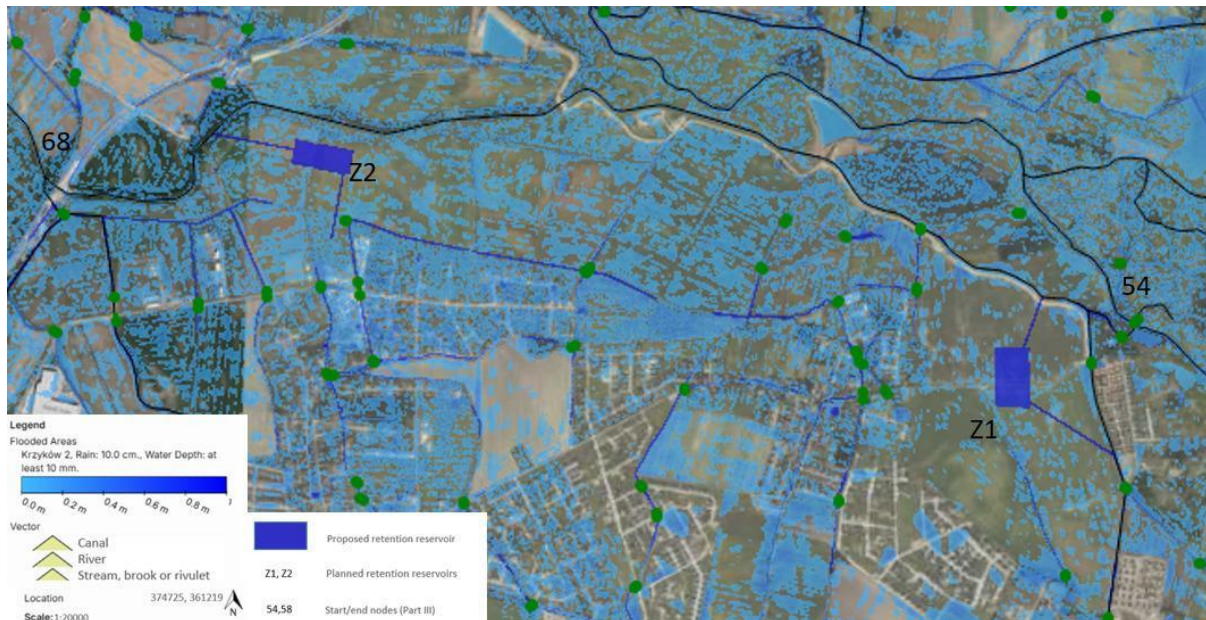 68
Z2
54
Z1
Legend
Flooded Areas
Krzyków 2, Rain: 10.0 cm., Water Depth: at
least 10 mm.
0.0 m 0.2 m 0.4 m 0.6 m 0.8 m
Vector
Canal
River
Stream, brook or rivulet
Location 374725, 361219
N
Scale:1:20000
Proposed retention reservoir
Z1, Z2 Planned retention reservoirs
54,58 Start/end nodes (Part III)